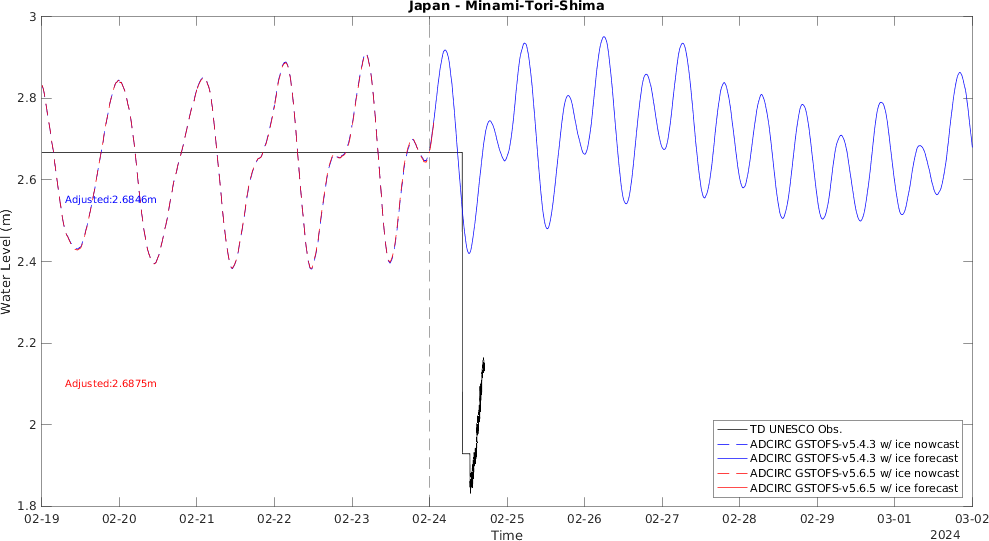 Japan - Minami-Tori-Shima
3
2.8
2.6
2.4
2.2
2
1.8
Water Level (m)
Adjusted:2.6846m
Adjusted:2.6875m
TD UNESCO Obs.
ADCIRC GSTOFS-v5.4.3 w/ ice nowcast
ADCIRC GSTOFS-v5.4.3 w/ ice forecast
ADCIRC GSTOFS-v5.6.5 w/ ice nowcast
ADCIRC GSTOFS-v5.6.5 w/ ice forecast
02-19 02-20 02-21 02-22 02-23 02-24 02-25 02-26 02-27 02-28 02-29 03-01 03-02
Time
2024